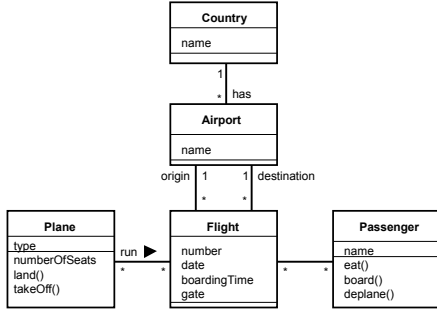 Country
name
1
* has
Airport
name
origin 1 1 destination
* *
Plane
type
numberOfSeats
land()
takeOff()
run ►
* *
Flight
number
date
boardingTime
gate
* *
Passenger
name
eat()
board()
deplane()